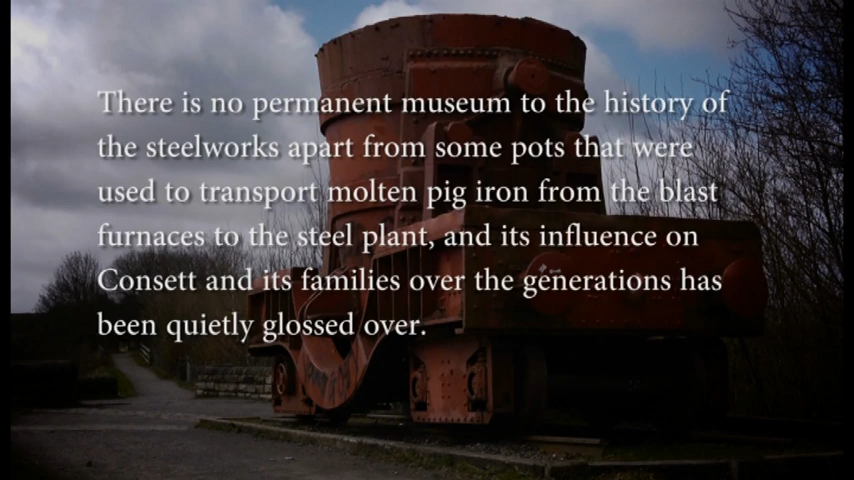 There is no permanent museum to the history of
the steelworks apart from some pots that were
used to transport molten pig iron from the blast
furnaces to the steel plant, and its influence on
Consett and its families over the generations has
been quietly glossed over.